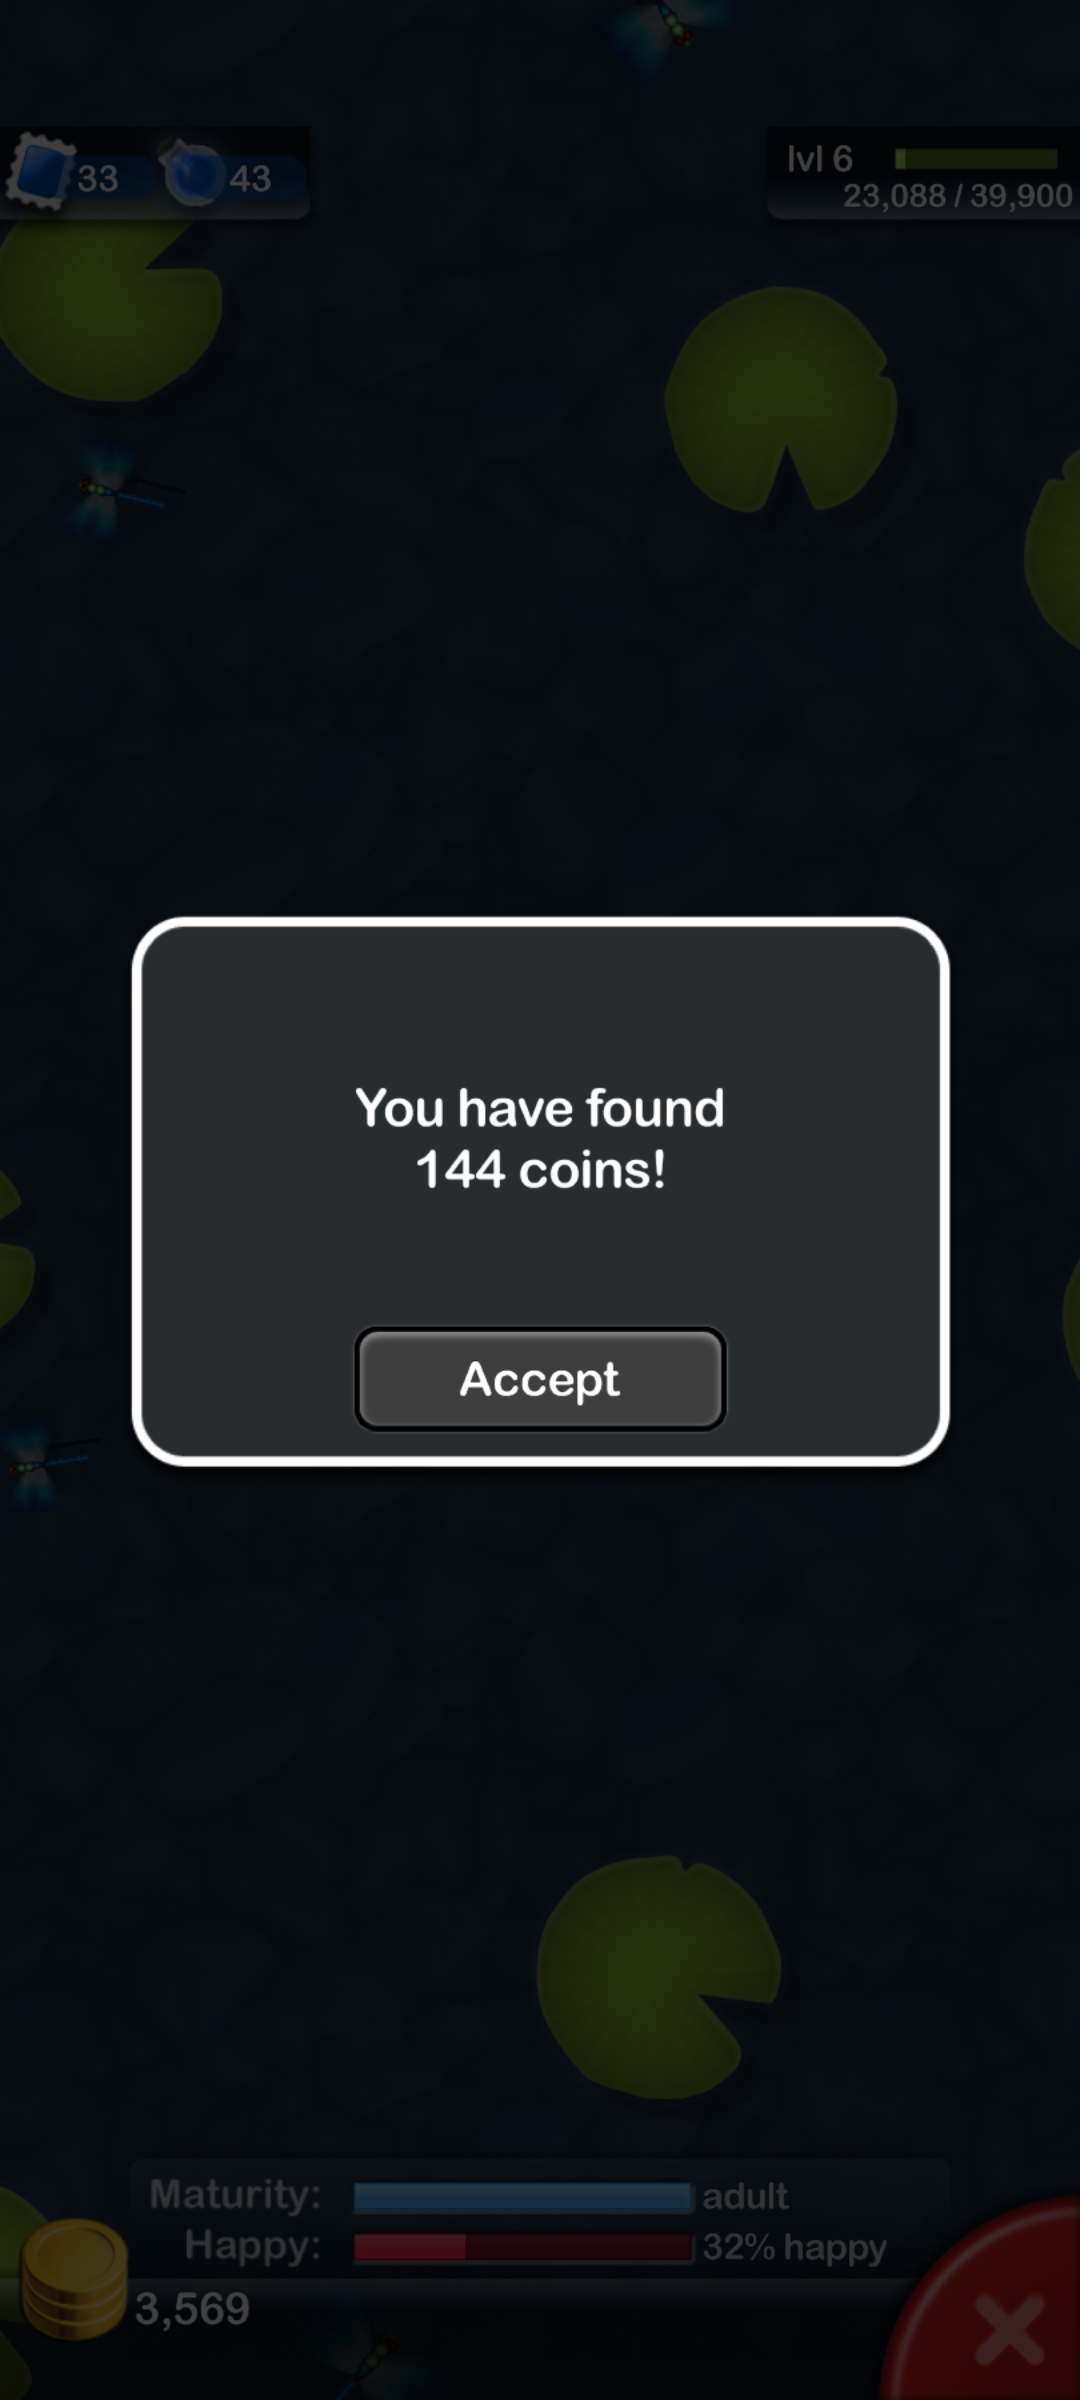 33 43
lvl 6
23,088 / 39,900
You have found
144 coins!
Accept
Maturity: adult
Happy: 32% happy
3,569